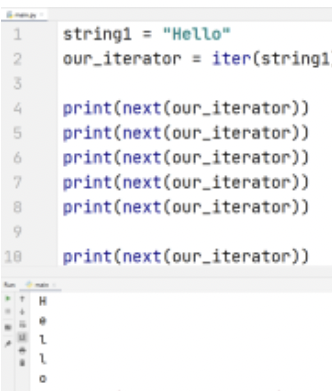 main.py
1 string1 = "Hello"
2 our_iterator = iter(string1)
3
4 print(next(our_iterator))
5 print(next(our_iterator))
6 print(next(our_iterator))
7 print(next(our_iterator))
8 print(next(our_iterator))
9
10 print(next(our_iterator))
Run main
H
e
l
l
o